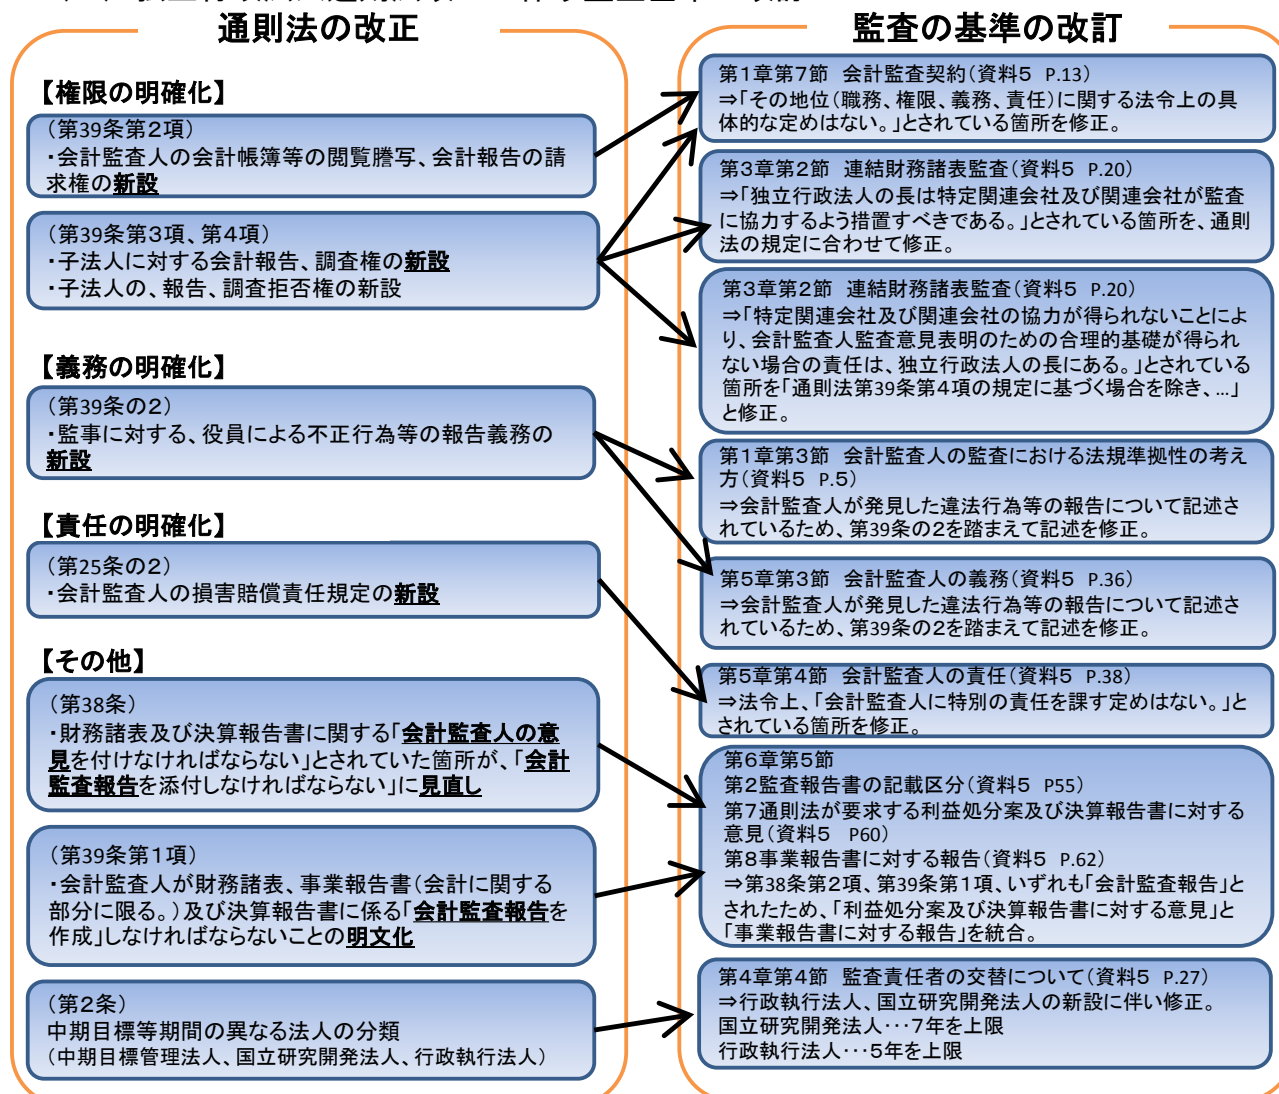 通則法の改正
【権限の明確化】
（第39条第２項）
・会計監査人の会計帳簿等の閲覧謄写、会計報告の請
求権の新設
（第39条第３項、第４項）
・子法人に対する会計報告、調査権の新設
・子法人の、報告、調査拒否権の新設
【義務の明確化】
（第39条の２）
・監事に対する、役員による不正行為等の報告義務の
新設
【責任の明確化】
（第25条の２）
・会計監査人の損害賠償責任規定の新設
【その他】
（第38条）
・財務諸表及び決算報告書に関する「会計監査人の意
見を付けなければならない」とされていた箇所が、「会計
監査報告を添付しなければならない」に見直し
（第39条第１項）
・会計監査人が財務諸表、事業報告書（会計に関する
部分に限る。）及び決算報告書に係る「会計監査報告を
作成」しなければならないことの明文化
（第２条）
中期目標等期間の異なる法人の分類
（中期目標管理法人、国立研究開発法人、行政執行法人）
監査の基準の改訂
第１章第７節　会計監査契約（資料５　P.13）
⇒「その地位（職務、権限、義務、責任）に関する法令上の具
体的な定めはない。」とされている箇所を修正。
第３章第２節　連結財務諸表監査（資料５　P.20）
⇒「独立行政法人の長は特定関連会社及び関連会社が監査
に協力するよう措置すべきである。」とされている箇所を、通則
法の規定に合わせて修正。
第３章第２節　連結財務諸表監査（資料５　P.20）
⇒「特定関連会社及び関連会社の協力が得られないことによ
り、会計監査人監査意見表明のための合理的基礎が得られ
ない場合の責任は、独立行政法人の長にある。」とされている
箇所を「通則法第39条第４項の規定に基づく場合を除き、…」
と修正。
第１章第３節　会計監査人の監査における法規準拠性の考え
方（資料５　P.５）
⇒会計監査人が発見した違法行為等の報告について記述さ
れているため、第39条の２を踏まえて記述を修正。
第５章第３節　会計監査人の義務（資料５　P.36）
⇒会計監査人が発見した違法行為等の報告について記述さ
れているため、第39条の２を踏まえて記述を修正。
第５章第４節　会計監査人の責任（資料５　P.38）
⇒法令上、「会計監査人に特別の責任を課す定めはない。」と
されている箇所を修正。
第６章第５節
第２監査報告書の記載区分（資料５　P55）
第７通則法が要求する利益処分案及び決算報告書に対する
意見（資料５　P60）
第８事業報告書に対する報告（資料５　P.62）
⇒第38条第２項、第39条第１項、いずれも「会計監査報告」と
されたため、「利益処分案及び決算報告書に対する意見」と
「事業報告書に対する報告」を統合。
第４章第４節　監査責任者の交替について（資料５　P.27）
⇒行政執行法人、国立研究開発法人の新設に伴い修正。
国立研究開発法人・・・７年を上限
行政執行法人・・・５年を上限